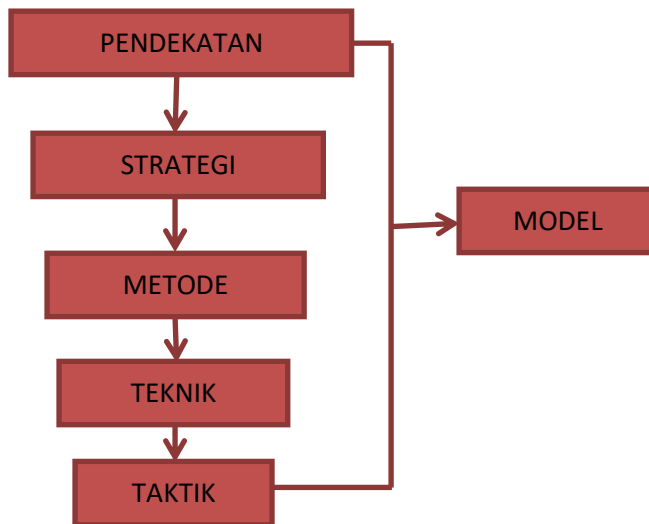 PENDEKATAN
STRATEGI
MODEL
METODE
TEKNIK
TAKTIK